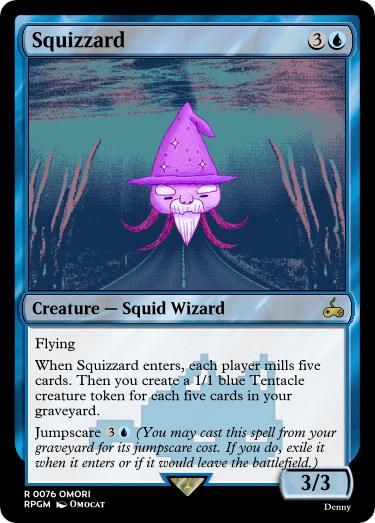 Squizzard 3
Creature — Squid Wizard
Flying
When Squizzard enters, each player mills five
cards. Then you create a 1/1 blue Tentacle
creature token for each five cards in your
graveyard.
Jumpscare 3 (You may cast this spell from your
graveyard for its jumpscare cost. If you do, exile it
when it enters or if it would leave the battlefield.)
3/3
R 0076 OMORI
RPGM Omocat
Denny